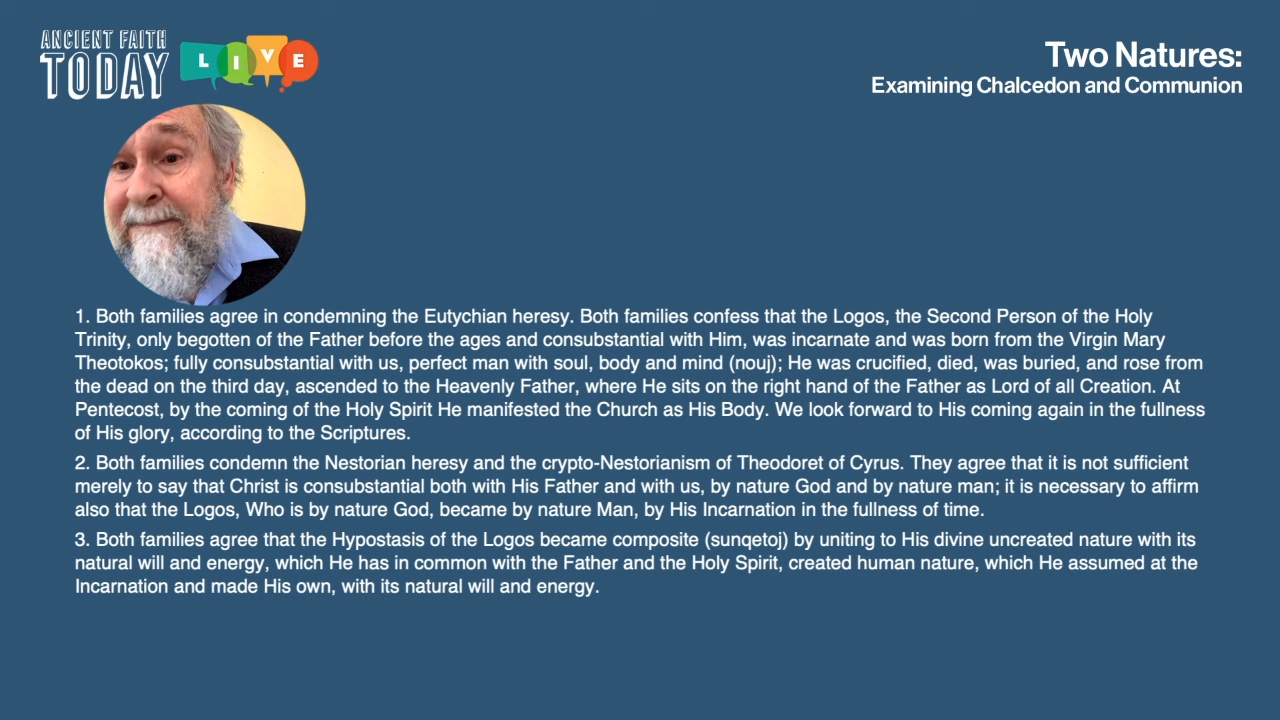 ANCIENT FAITH
TODAY
LIVE
Two Natures:
Examining Chalcedon and Communion
1. Both families agree in condemning the Eutychian heresy. Both families confess that the Logos, the Second Person of the Holy
Trinity, only begotten of the Father before the ages and consubstantial with Him, was incarnate and was born from the Virgin Mary
Theotokos; fully consubstantial with us, perfect man with soul, body and mind (nouj); He was crucified, died, was buried, and rose from
the dead on the third day, ascended to the Heavenly Father, where He sits on the right hand of the Father as Lord of all Creation. At
Pentecost, by the coming of the Holy Spirit He manifested the Church as His Body. We look forward to His coming again in the fullness
of His glory, according to the Scriptures.
2. Both families condemn the Nestorian heresy and the crypto-Nestorianism of Theodoret of Cyrus. They agree that it is not sufficient
merely to say that Christ is consubstantial both with His Father and with us, by nature God and by nature man; it is necessary to affirm
also that the Logos, Who is by nature God, became by nature Man, by His Incarnation in the fullness of time.
3. Both families agree that the Hypostasis of the Logos became composite (sunqetoj) by uniting to His divine uncreated nature with its
natural will and energy, which He has in common with the Father and the Holy Spirit, created human nature, which He assumed at the
Incarnation and made His own, with its natural will and energy.